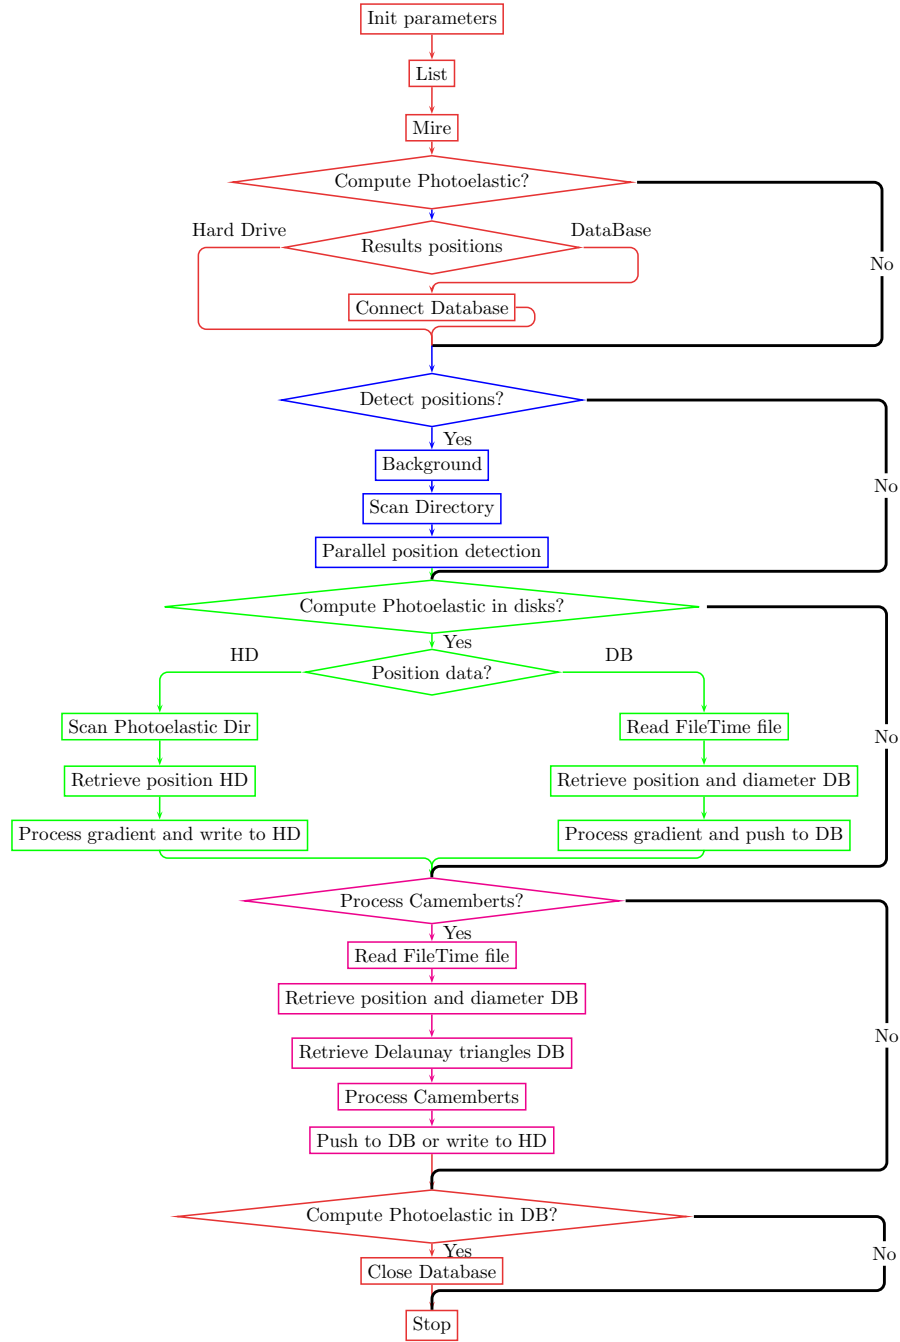 Init parameters
List
Mire
Compute Photoelastic?
Hard Drive
DataBase
Results positions
No
Connect Database
Detect positions?
Yes
Background
No
Scan Directory
Parallel position detection
Compute Photoelastic in disks?
Yes
HD
DB
Position data?
Scan Photoelastic Dir
Read FileTime file
No
Retrieve position HD
Retrieve position and diameter DB
Process gradient and write to HD
Process gradient and push to DB
Process Camemberts?
Yes
Read FileTime file
Retrieve position and diameter DB
No
Retrieve Delaunay triangles DB
Process Camemberts
Push to DB or write to HD
Compute Photoelastic in DB?
Yes
No
Close Database
Stop